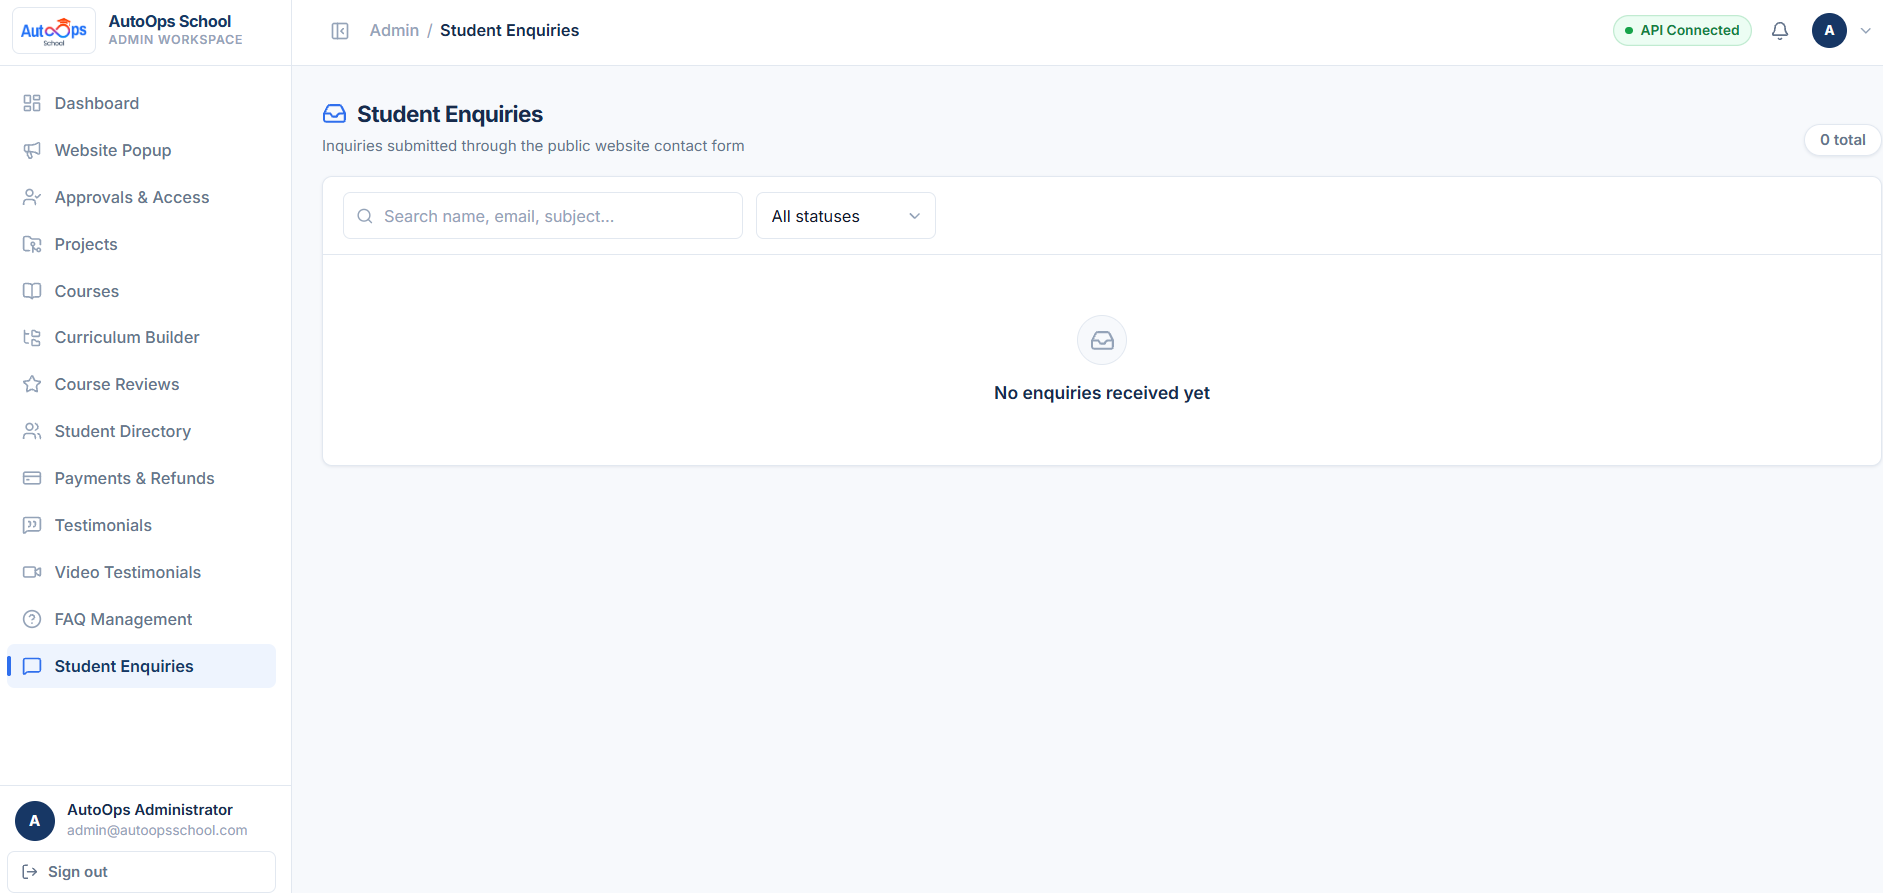 AutoOps
School
AutoOps School
ADMIN WORKSPACE
Admin / Student Enquiries
API Connected
A
Dashboard
Website Popup
Approvals & Access
Projects
Courses
Curriculum Builder
Course Reviews
Student Directory
Payments & Refunds
Testimonials
Video Testimonials
FAQ Management
Student Enquiries
Student Enquiries
Inquiries submitted through the public website contact form
0 total
Search name, email, subject...
All statuses
No enquiries received yet
A
AutoOps Administrator
admin@autoopsschool.com
Sign out